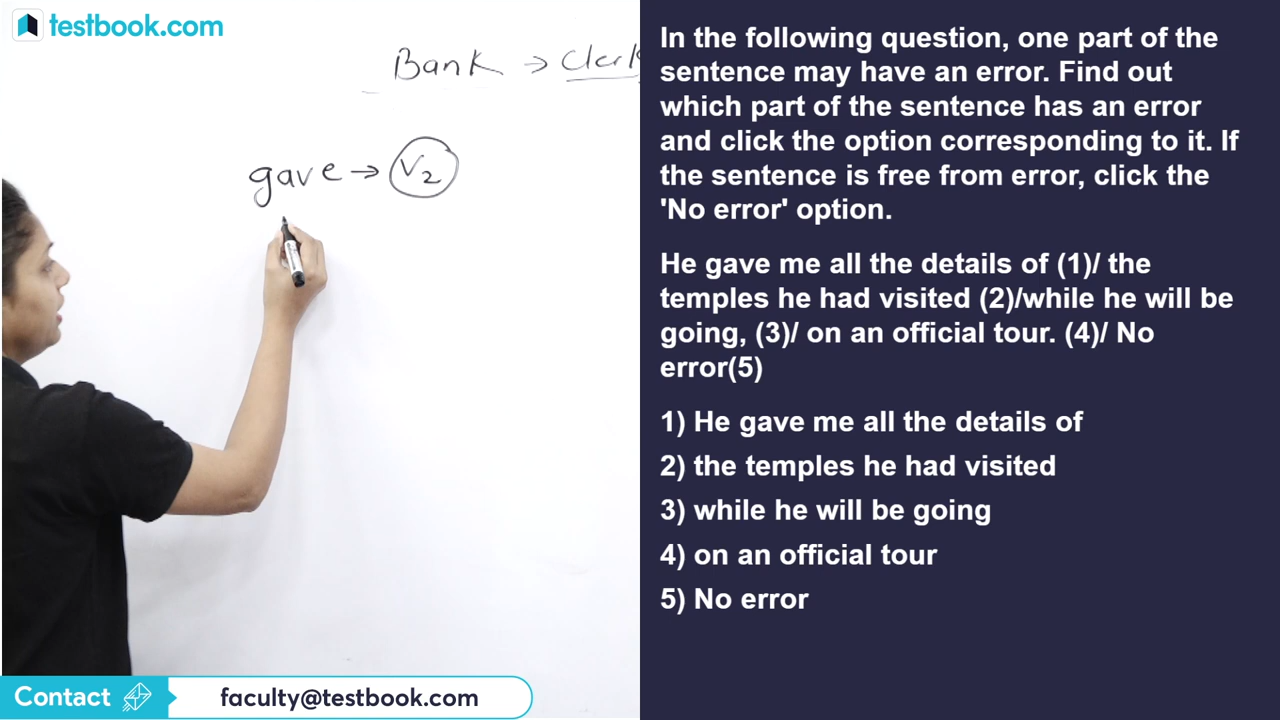 testbook.com
Bank → Clerk
gave → V2
In the following question, one part of the
sentence may have an error. Find out
which part of the sentence has an error
and click the option corresponding to it. If
the sentence is free from error, click the
'No error' option.
He gave me all the details of (1)/ the
temples he had visited (2)/while he will be
going, (3)/ on an official tour. (4)/ No
error(5)
1) He gave me all the details of
2) the temples he had visited
3) while he will be going
4) on an official tour
5) No error
Contact faculty@testbook.com